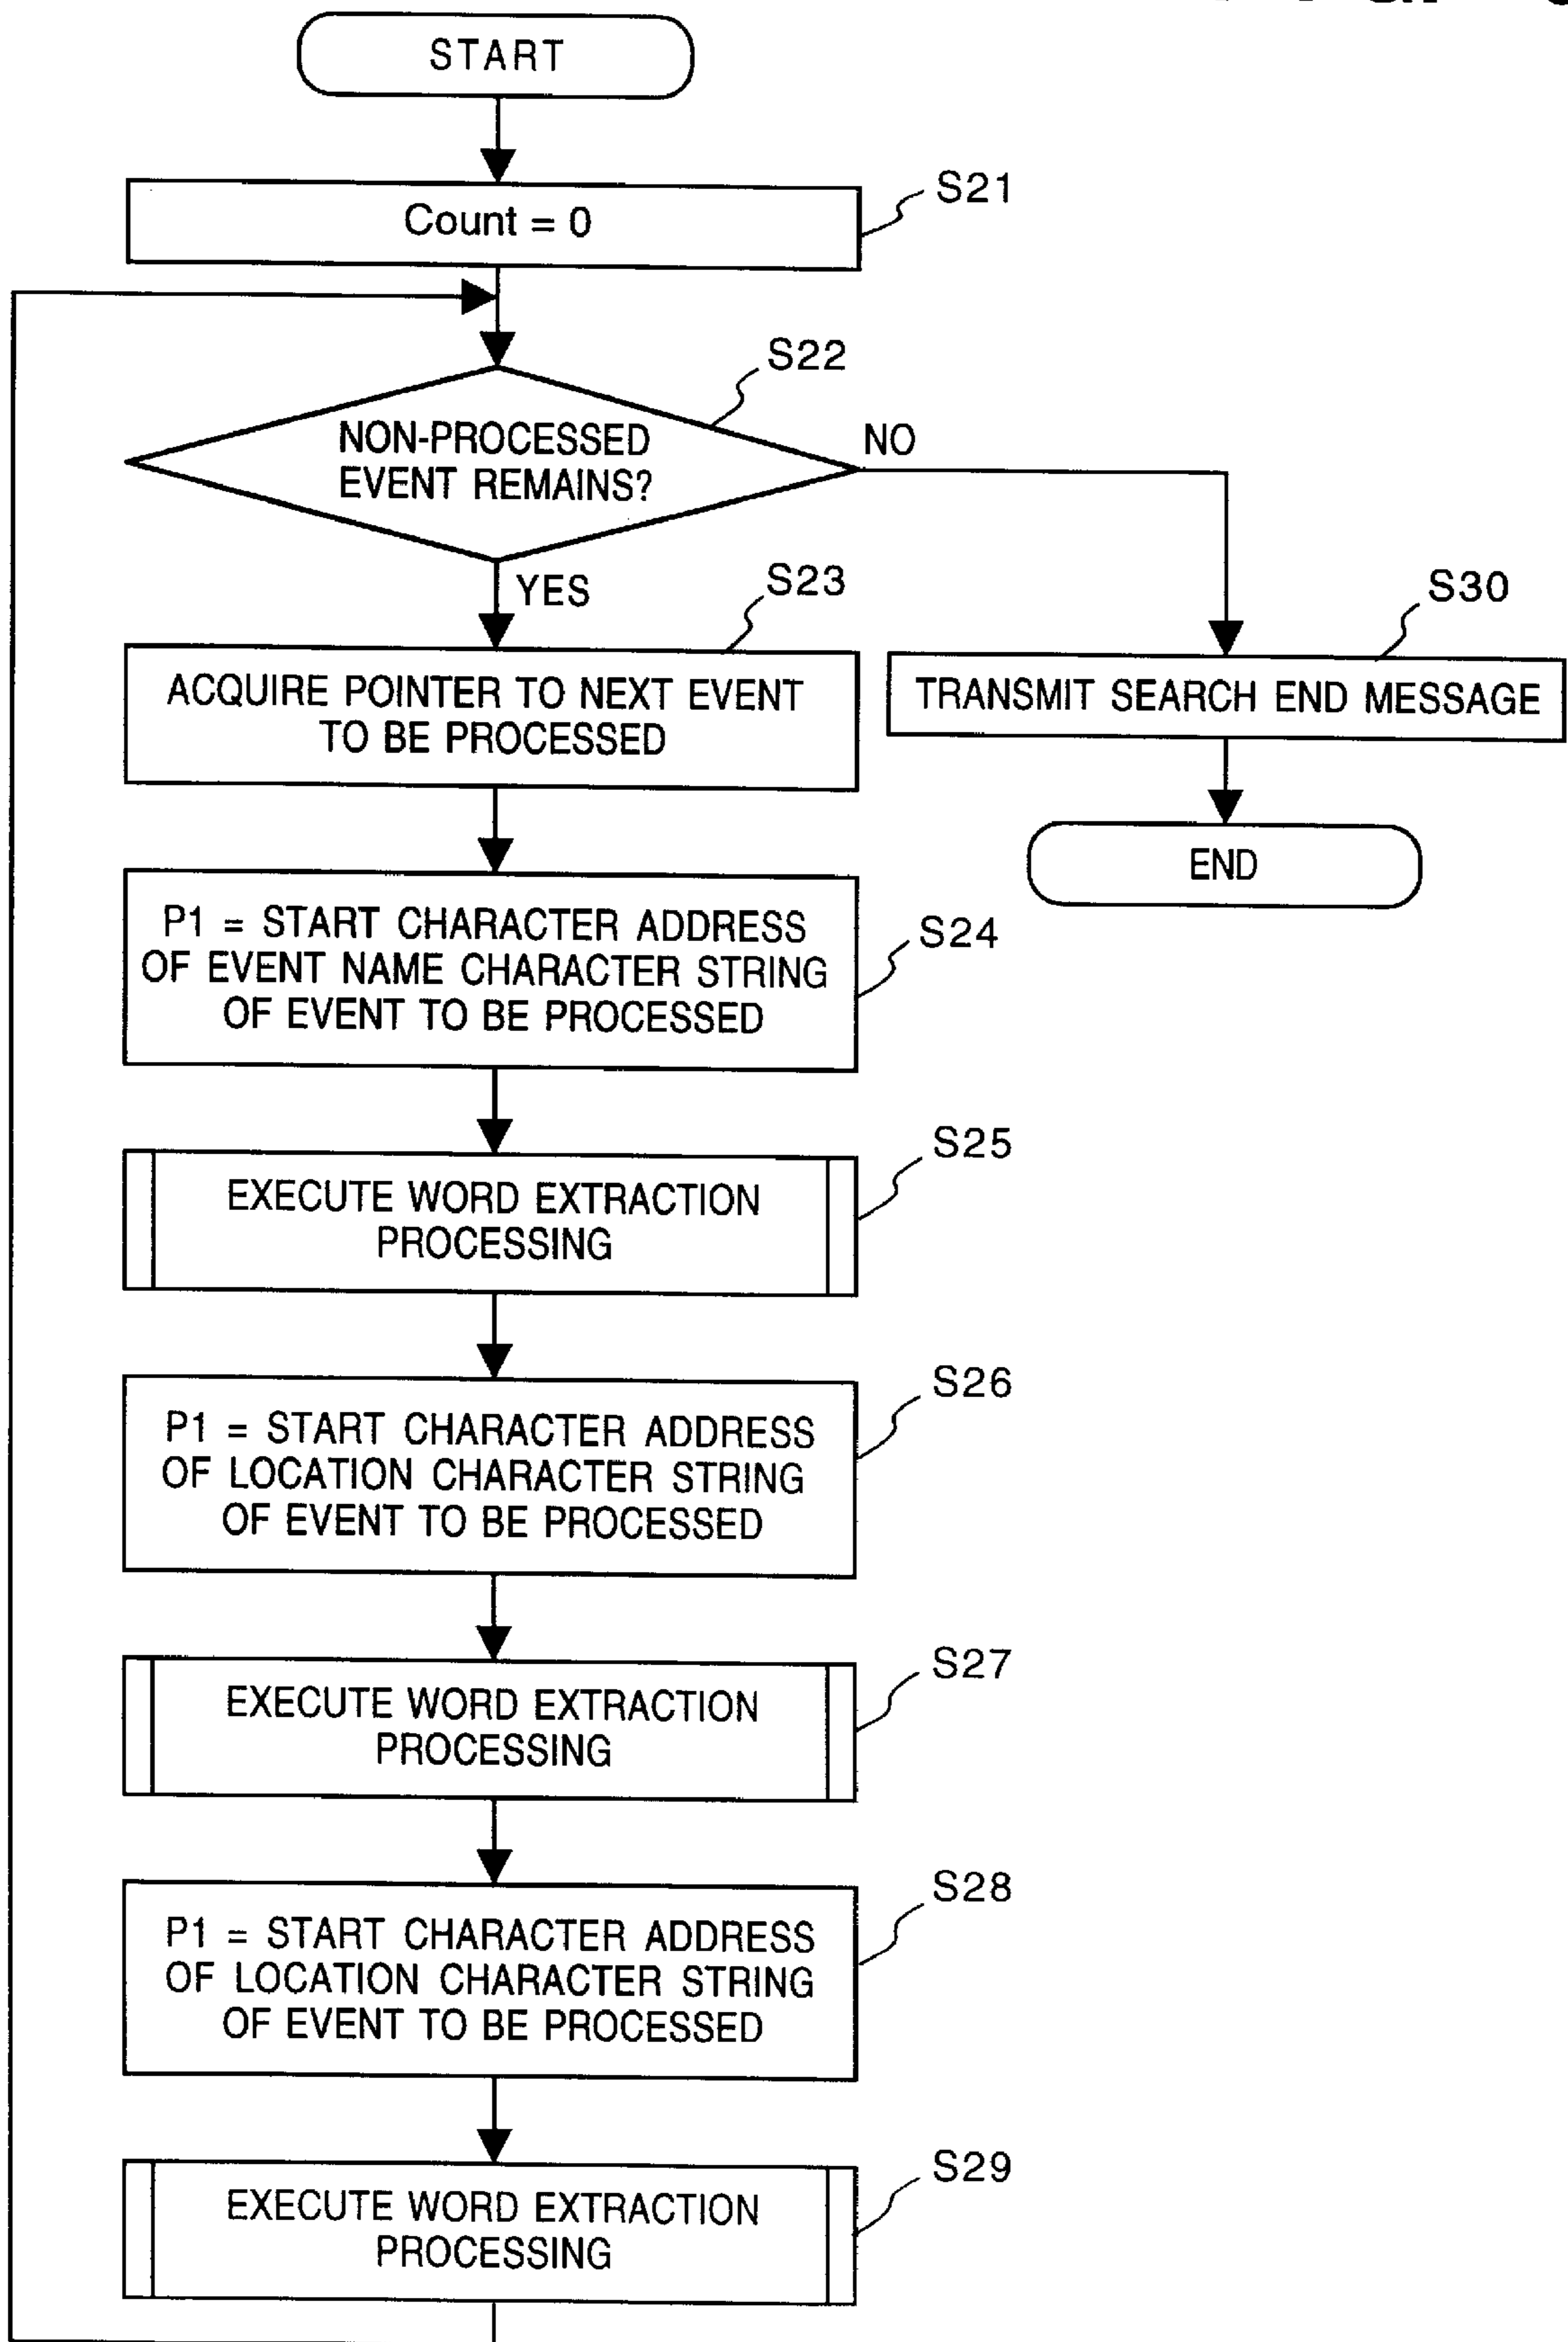 START
S21
Count = 0
S22
NON-PROCESSED
EVENT REMAINS?
NO
YES
S23
ACQUIRE POINTER TO NEXT EVENT
TO BE PROCESSED
S30
TRANSMIT SEARCH END MESSAGE
END
S24
P1 = START CHARACTER ADDRESS
OF EVENT NAME CHARACTER STRING
OF EVENT TO BE PROCESSED
S25
EXECUTE WORD EXTRACTION
PROCESSING
S26
P1 = START CHARACTER ADDRESS
OF LOCATION CHARACTER STRING
OF EVENT TO BE PROCESSED
S27
EXECUTE WORD EXTRACTION
PROCESSING
S28
P1 = START CHARACTER ADDRESS
OF LOCATION CHARACTER STRING
OF EVENT TO BE PROCESSED
S29
EXECUTE WORD EXTRACTION
PROCESSING